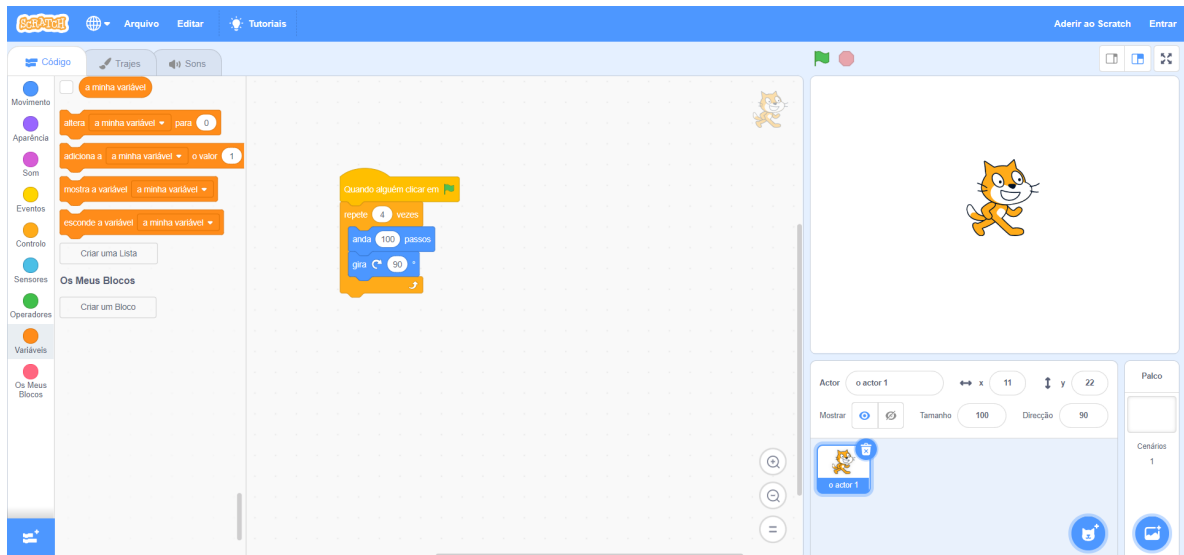 SCRATCH
Arquivo
Editar
Tutoriais
Aderir ao Scratch
Entrar
Código
Trajes
Sons
Movimento
Aparência
Som
Eventos
Controlo
Sensores
Operadores
Variáveis
Os Meus
Blocos
a minha variável
altera a minha variável para 0
adiciona a a minha variável o valor 1
mostra a variável a minha variável
esconde a variável a minha variável
Criar uma Lista
Os Meus Blocos
Criar um Bloco
Quando alguém clicar em
repete 4 vezes
anda 100 passos
gira 90 °
Actor o actor 1 x 11 y 22
Mostrar Tamanho 100 Direcção 90
o actor 1
Palco
Cenários
1